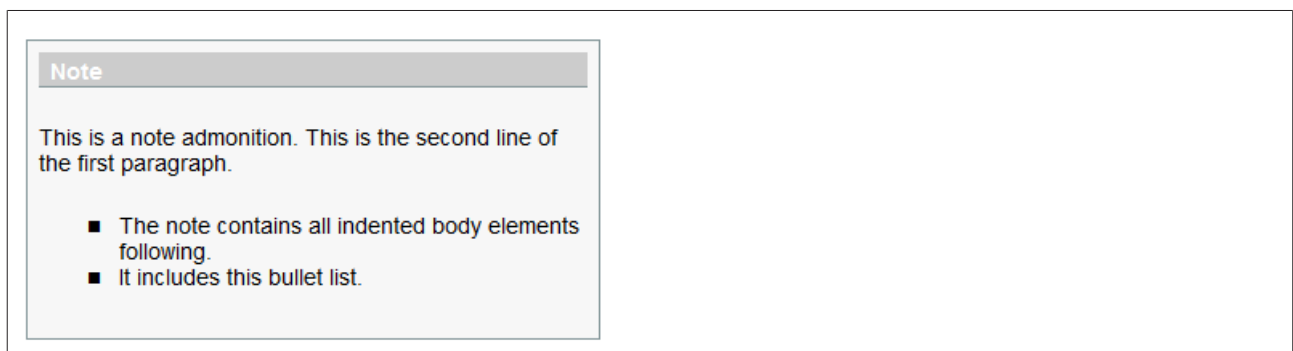 Note
This is a note admonition. This is the second line of
the first paragraph.
The note contains all indented body elements
following.
It includes this bullet list.